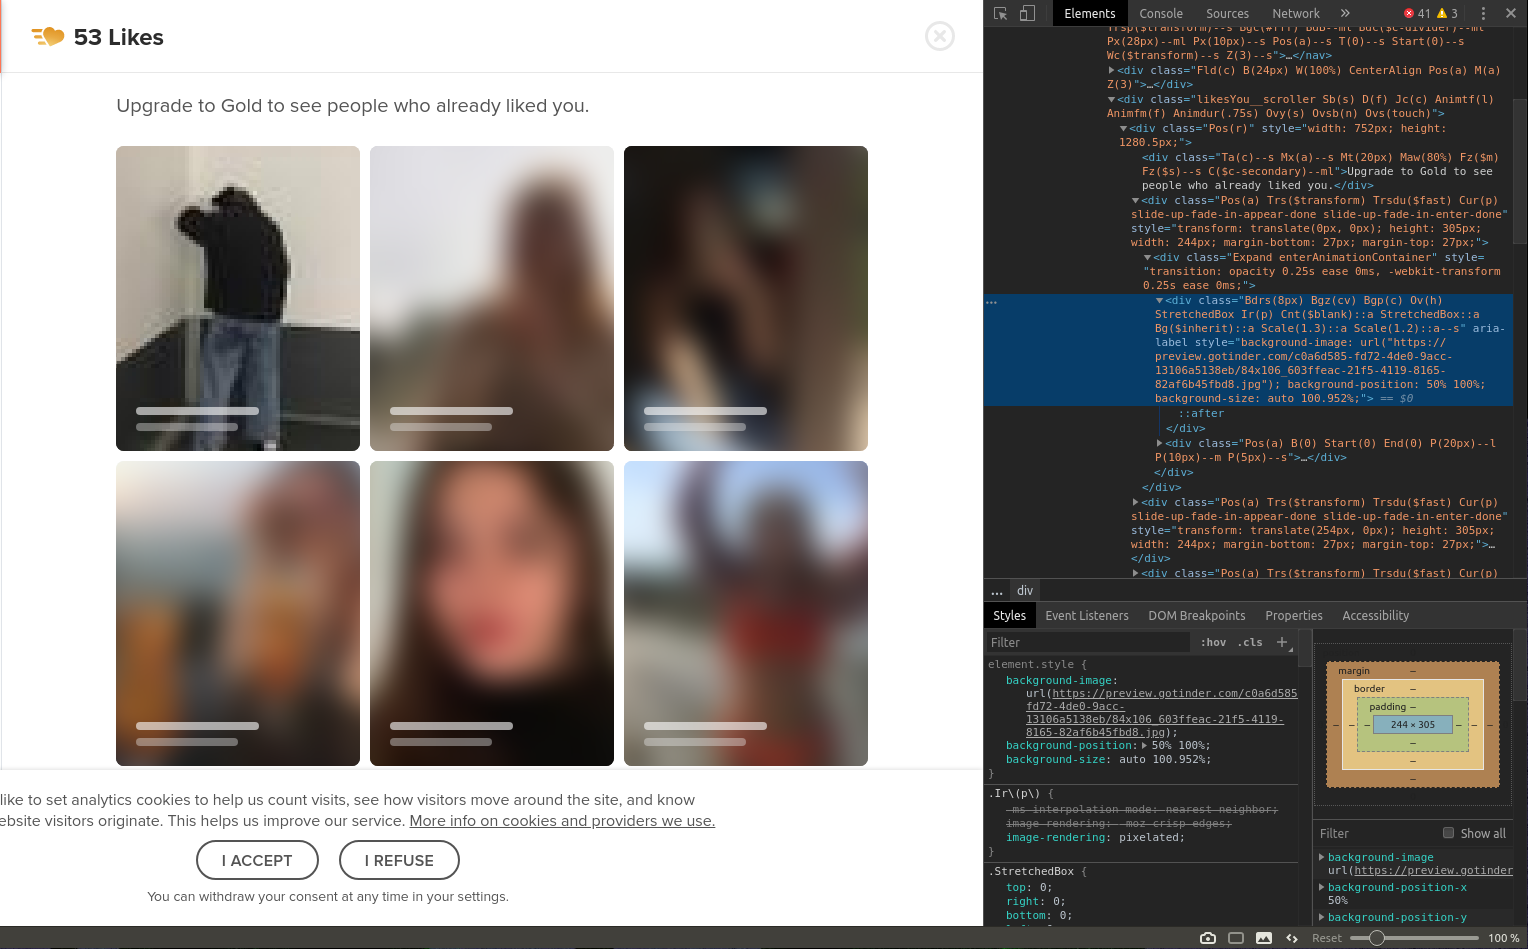 53 Likes
Upgrade to Gold to see people who already liked you.
like to set analytics cookies to help us count visits, see how visitors move around the site, and know
ebsite visitors originate. This helps us improve our service. More info on cookies and providers we use.
I ACCEPT
I REFUSE
You can withdraw your consent at any time in your settings.
Elements
Console
Sources
Network
»
41
3
Px(28px)--ml Px(10px)--s Pos(a)--s T(0)--s Start(0)--s
Wc($transform)--s Z(3)--s">…</nav>
<div class="Fld(c) B(24px) W(100%) CenterAlign Pos(a) M(a)
Z(3)">…</div>
<div class="likesYou__scroller Sb(s) D(f) Jc(c) Animtf(l)
Animfm(f) Animdur(.75s) Ovy(s) Ovsb(n) Ovs(touch)">
<div class="Pos(r)" style="width: 752px; height:
1280.5px;">
<div class="Ta(c)--s Mx(a)--s Mt(20px) Maw(80%) Fz($m)
Fz($s)--s C($c-secondary)--ml">Upgrade to Gold to see
people who already liked you.</div>
<div class="Pos(a) Trs($transform) Trsdu($fast) Cur(p)
slide-up-fade-in-appear-done slide-up-fade-in-enter-done"
style="transform: translate(0px, 0px); height: 305px;
width: 244px; margin-bottom: 27px; margin-top: 27px;">
<div class="Expand enterAnimationContainer" style=
"transition: opacity 0.25s ease 0ms, -webkit-transform
0.25s ease 0ms;">
… <div class="Bdrs(8px) Bgz(cv) Bgp(c) Ov(h)
StretchedBox Ir(p) Cnt($blank)::a StretchedBox::a
Bg($inherit)::a Scale(1.3)::a Scale(1.2)::a--s" aria-
label style="background-image: url("https://
preview.gotinder.com/c0a6d585-fd72-4de0-9acc-
13106a5138eb/84x106_603ffeac-21f5-4119-8165-
82af6b45fbd8.jpg"); background-position: 50% 100%;
background-size: auto 100.952%;"> == $0
::after
</div>
<div class="Pos(a) B(0) Start(0) End(0) P(20px)--l
P(10px)--m P(5px)--s">…</div>
</div>
</div>
<div class="Pos(a) Trs($transform) Trsdu($fast) Cur(p)
slide-up-fade-in-appear-done slide-up-fade-in-enter-done"
style="transform: translate(254px, 0px); height: 305px;
width: 244px; margin-bottom: 27px; margin-top: 27px;">…
</div>
<div class="Pos(a) Trs($transform) Trsdu($fast) Cur(p)
… div
Styles
Event Listeners
DOM Breakpoints
Properties
Accessibility
Filter
:hov .cls +
element.style {
background-image:
url(https://preview.gotinder.com/c0a6d585
fd72-4de0-9acc-
13106a5138eb/84x106_603ffeac-21f5-4119-
8165-82af6b45fbd8.jpg);
background-position: 50% 100%;
background-size: auto 100.952%;
}
.Ir\(p\) {
-ms-interpolation-mode: nearest-neighbor;
image-rendering: -moz-crisp-edges;
image-rendering: pixelated;
}
.StretchedBox {
top: 0;
right: 0;
bottom: 0;
margin –
border –
padding –
– – – 244 × 305 – – –
–
–
–
Filter
Show all
background-image
url(https://preview.gotinder
background-position-x
50%
background-position-y
Reset
100 %